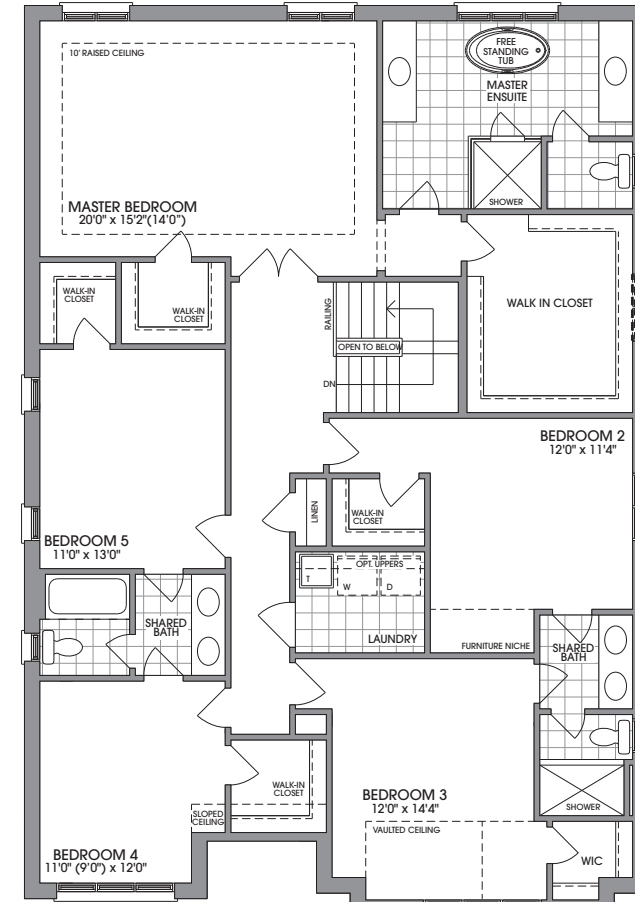 10' RAISED CEILING
MASTER BEDROOM
20'0" x 15'2"(14'0")
FREE
STANDING
TUB
MASTER
ENSUITE
SHOWER
WALK-IN
CLOSET
WALK-IN
CLOSET
RAILING
OPEN TO BELOW
DN
WALK IN CLOSET
BEDROOM 2
12'0" x 11'4"
BEDROOM 5
11'0" x 13'0"
LINEN
WALK-IN
CLOSET
OPT. UPPERS
T
W
D
LAUNDRY
FURNITURE NICHE
SHARED
BATH
SHARED
BATH
SHOWER
WALK-IN
CLOSET
SLOPED
CEILING
BEDROOM 3
12'0" x 14'4"
VAULTED CEILING
WIC
BEDROOM 4
11'0" (9'0") x 12'0"